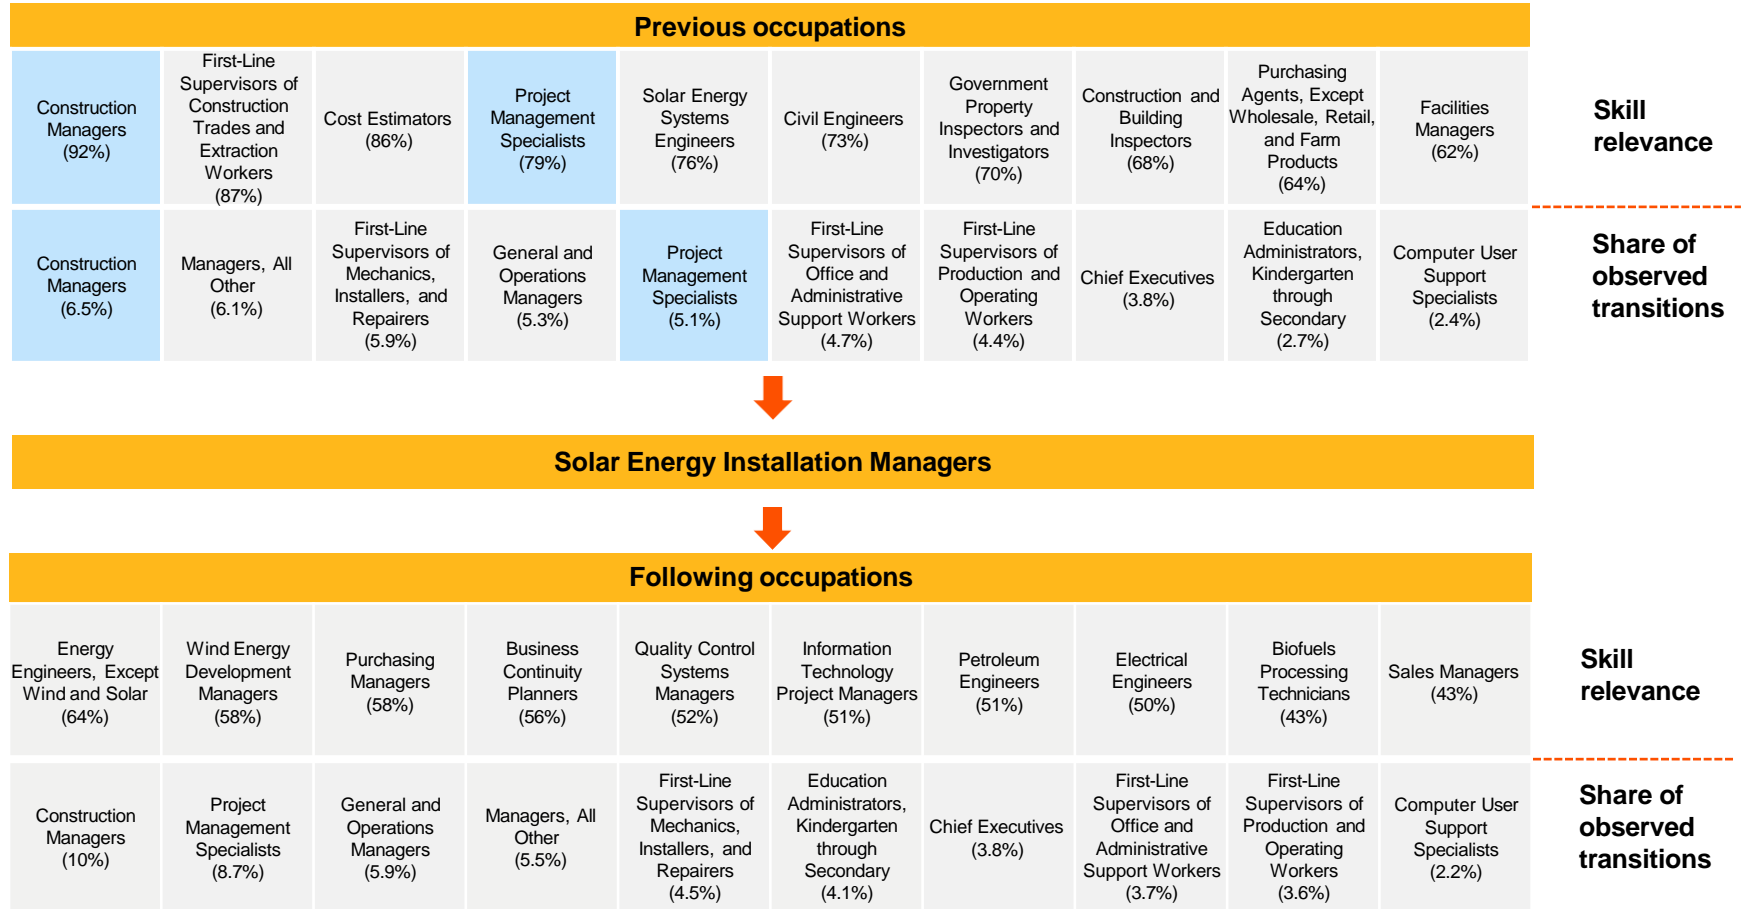 Previous occupations
Construction
Managers
(92%)
First-Line
Supervisors of
Construction
Trades and
Extraction
Workers
(87%)
Cost Estimators
(86%)
Project
Management
Specialists
(79%)
Solar Energy
Systems
Engineers
(76%)
Civil Engineers
(73%)
Government
Property
Inspectors and
Investigators
(70%)
Construction and
Building
Inspectors
(68%)
Purchasing
Agents, Except
Wholesale, Retail,
and Farm
Products
(64%)
Facilities
Managers
(62%)
Skill
relevance
Construction
Managers
(6.5%)
Managers, All
Other
(6.1%)
First-Line
Supervisors of
Mechanics,
Installers, and
Repairers
(5.9%)
General and
Operations
Managers
(5.3%)
Project
Management
Specialists
(5.1%)
First-Line
Supervisors of
Office and
Administrative
Support Workers
(4.7%)
First-Line
Supervisors of
Production and
Operating
Workers
(4.4%)
Chief Executives
(3.8%)
Education
Administrators,
Kindergarten
through
Secondary
(2.7%)
Computer User
Support
Specialists
(2.4%)
Share of
observed
transitions
Solar Energy Installation Managers
Following occupations
Energy
Engineers, Except
Wind and Solar
(64%)
Wind Energy
Development
Managers
(58%)
Purchasing
Managers
(58%)
Business
Continuity
Planners
(56%)
Quality Control
Systems
Managers
(52%)
Information
Technology
Project Managers
(51%)
Petroleum
Engineers
(51%)
Electrical
Engineers
(50%)
Biofuels
Processing
Technicians
(43%)
Sales Managers
(43%)
Skill
relevance
Construction
Managers
(10%)
Project
Management
Specialists
(8.7%)
General and
Operations
Managers
(5.9%)
Managers, All
Other
(5.5%)
First-Line
Supervisors of
Mechanics,
Installers, and
Repairers
(4.5%)
Education
Administrators,
Kindergarten
through
Secondary
(4.1%)
Chief Executives
(3.8%)
First-Line
Supervisors of
Office and
Administrative
Support Workers
(3.7%)
First-Line
Supervisors of
Production and
Operating
Workers
(3.6%)
Computer User
Support
Specialists
(2.2%)
Share of
observed
transitions